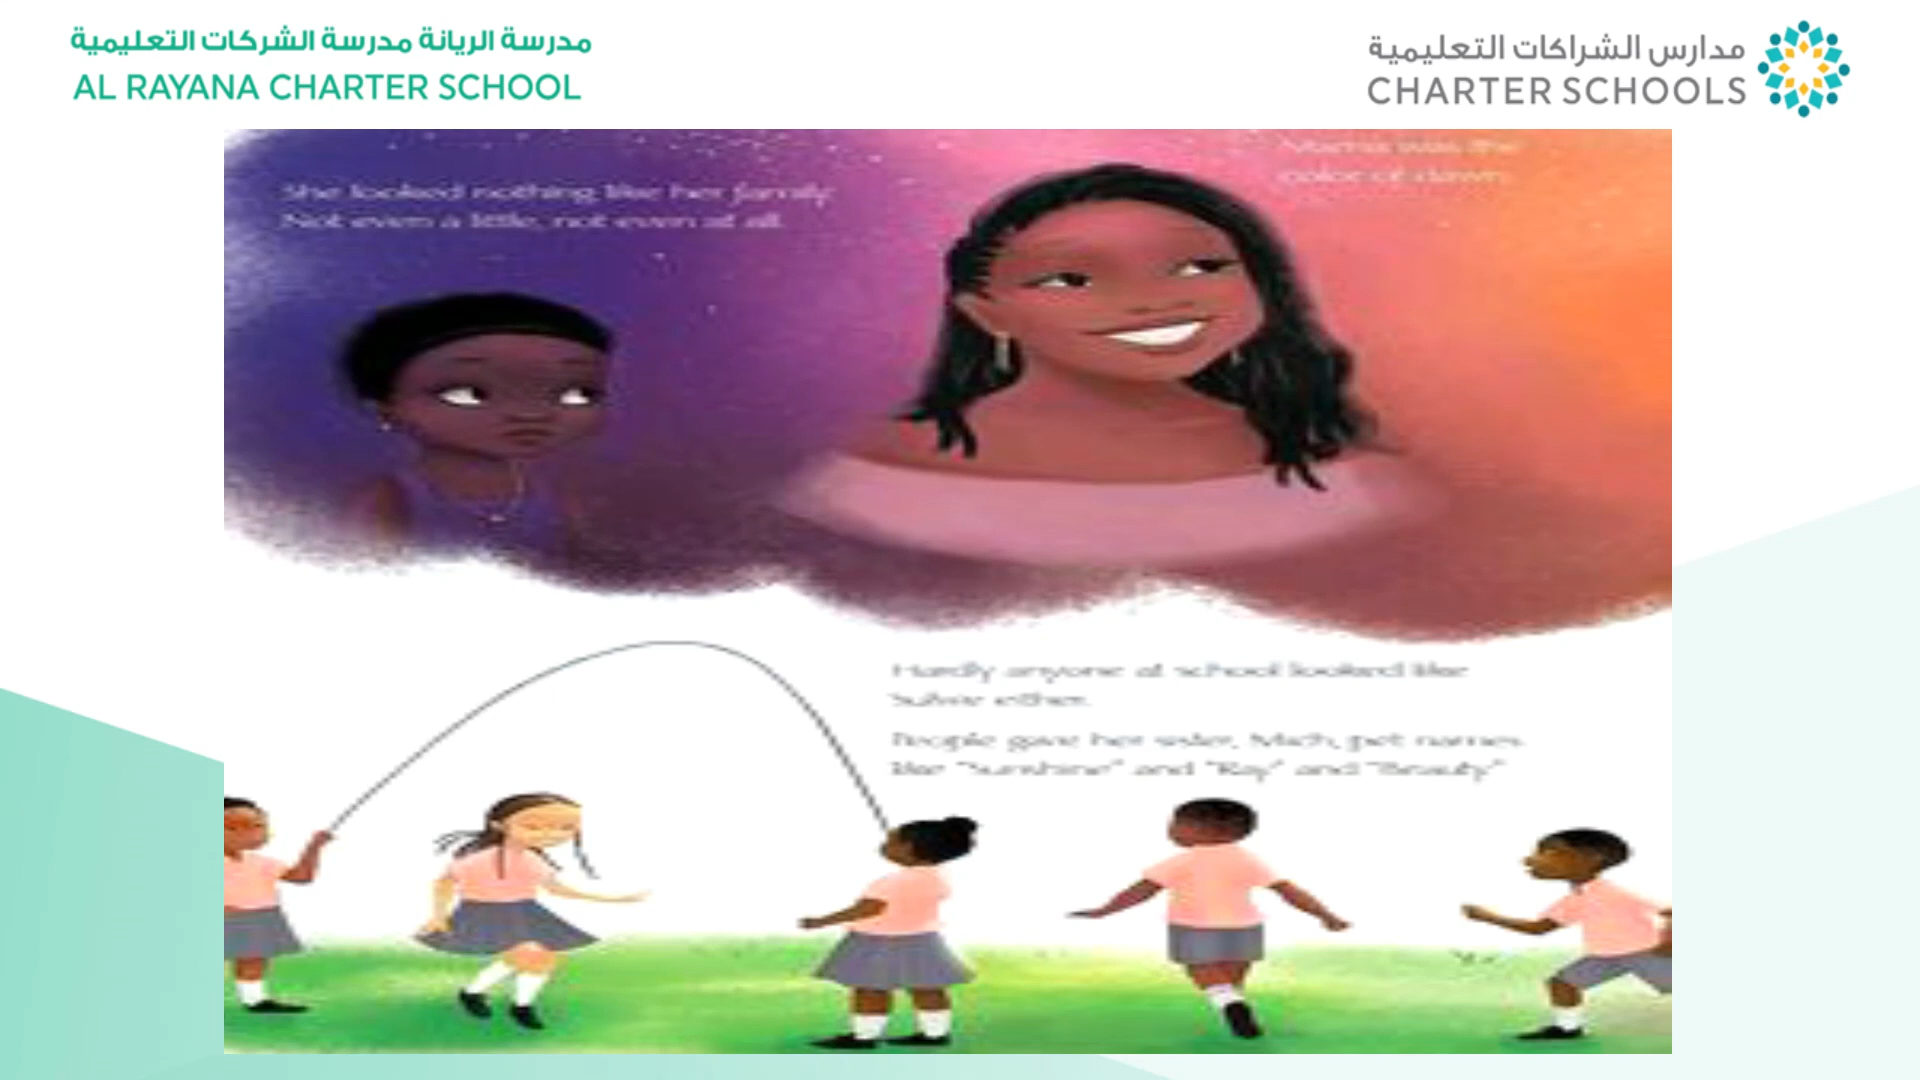 مدرسة الريانة مدرسة الشركات التعليمية
AL RAYANA CHARTER SCHOOL
مدارس الشراكات التعليمية
CHARTER SCHOOLS
She looked nothing like her family.
Not even a little, not even at all.
Mama was the
color of dawn.
Hardly anyone at school looked like
Sulwe either.
People gave her sister, Mich, pet names
like "Sunshine" and "Ray" and "Beauty"